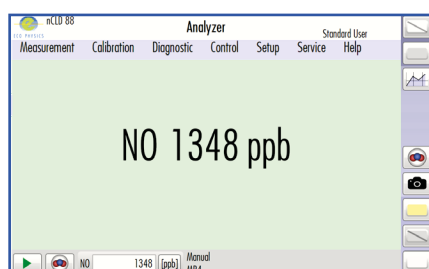 nCLD 88
Analyzer
ECO PHYSICS
Standard User
Measurement Calibration Diagnostic Control Setup Service Help
NO 1348 ppb
NO 1348 [ppb] Manual
MR4